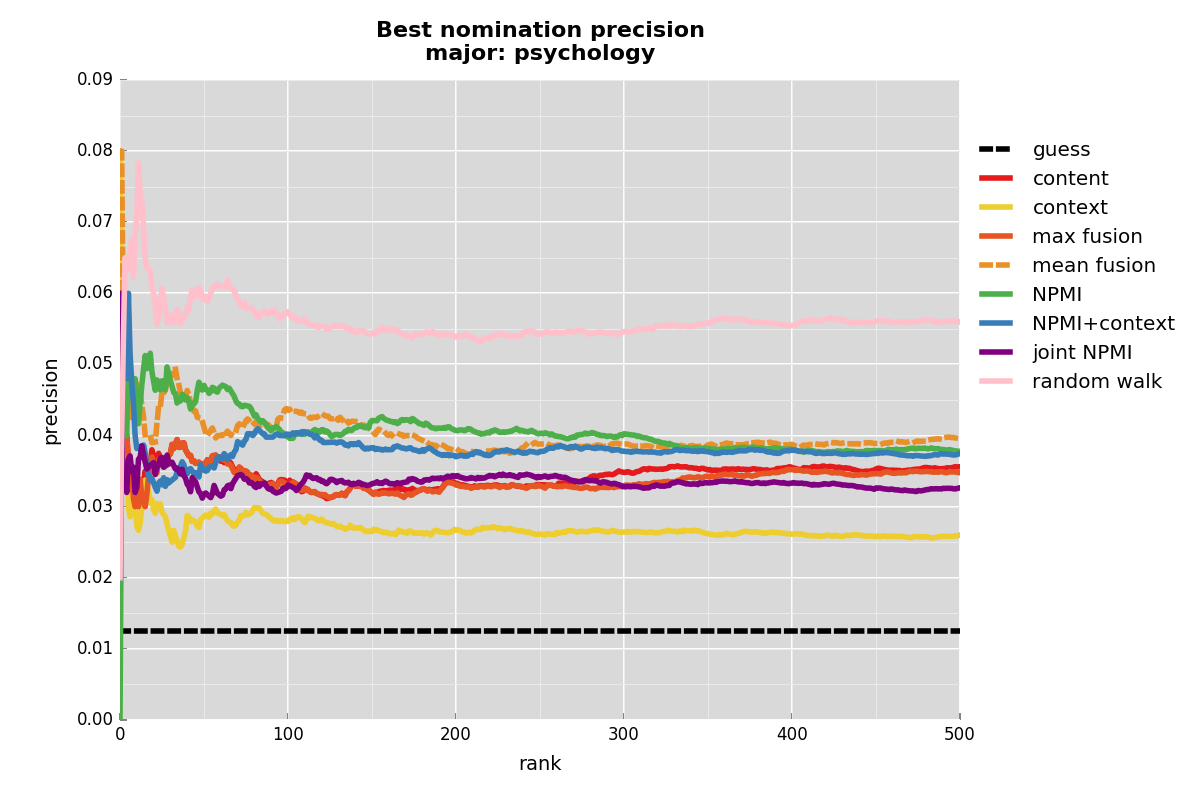 Best nomination precision
major: psychology
0.09
0.08
0.07
0.06
0.05
0.04
0.03
0.02
0.01
0.00
precision
0
100
200
300
400
500
rank
guess
content
context
max fusion
mean fusion
NPMI
NPMI+context
joint NPMI
random walk